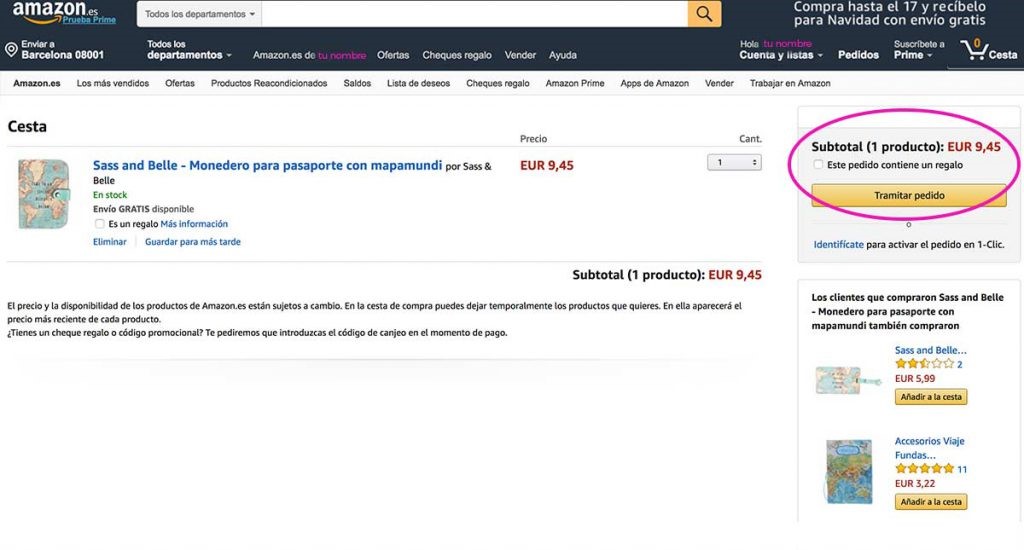 amazon.es
Prueba Prime
Todos los departamentos
Compra hasta el 17 y recíbelo
para Navidad con envío gratis
Enviar a
Barcelona 08001
Todos los
departamentos
Amazon.es de tu nombre
Ofertas
Cheques regalo
Vender
Ayuda
Hola tu nombre
Cuenta y listas
Pedidos
Suscríbete a
Prime
0
Cesta
Amazon.es
Los más vendidos
Ofertas
Productos Reacondicionados
Saldos
Lista de deseos
Cheques regalo
Amazon Prime
Apps de Amazon
Vender
Trabajar en Amazon
Cesta
Precio
Cant.
Sass and Belle - Monedero para pasaporte con mapamundi por Sass &
Belle
EUR 9,45
1
En stock
Envío GRATIS disponible
Es un regalo Más información
Eliminar
Guardar para más tarde
Subtotal (1 producto): EUR 9,45
El precio y la disponibilidad de los productos de Amazon.es están sujetos a cambio. En la cesta de compra puedes dejar temporalmente los productos que quieres. En ella aparecerá el
precio más reciente de cada producto.
¿Tienes un cheque regalo o código promocional? Te pediremos que introduzcas el código de canjeo en el momento de pago.
Subtotal (1 producto): EUR 9,45
Este pedido contiene un regalo
Tramitar pedido
o
Identifícate para activar el pedido en 1-Clic.
Los clientes que compraron Sass and Belle
- Monedero para pasaporte con
mapamundi también compraron
Sass and Belle...
2
EUR 5,99
Añadir a la cesta
Accesorios Viaje
Fundas...
11
EUR 3,22
Añadir a la cesta